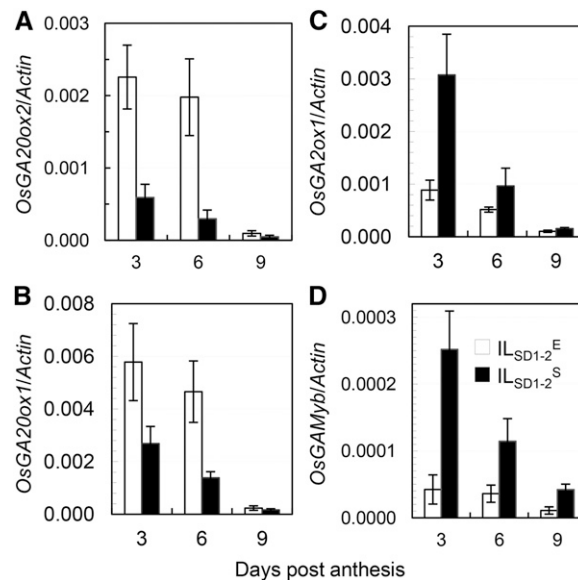 A
OsGA20ox2/Actin
0.003
0.002
0.001
0.000
3 6 9
B
OsGA20ox1/Actin
0.008
0.006
0.004
0.002
0.000
3 6 9
C
OsGA2ox1/Actin
0.004
0.003
0.002
0.001
0.000
3 6 9
D
OsGAMyb/Actin
0.0003
0.0002
0.0001
0.0000
IL_SD1-2^E
IL_SD1-2^S
3 6 9
Days post anthesis